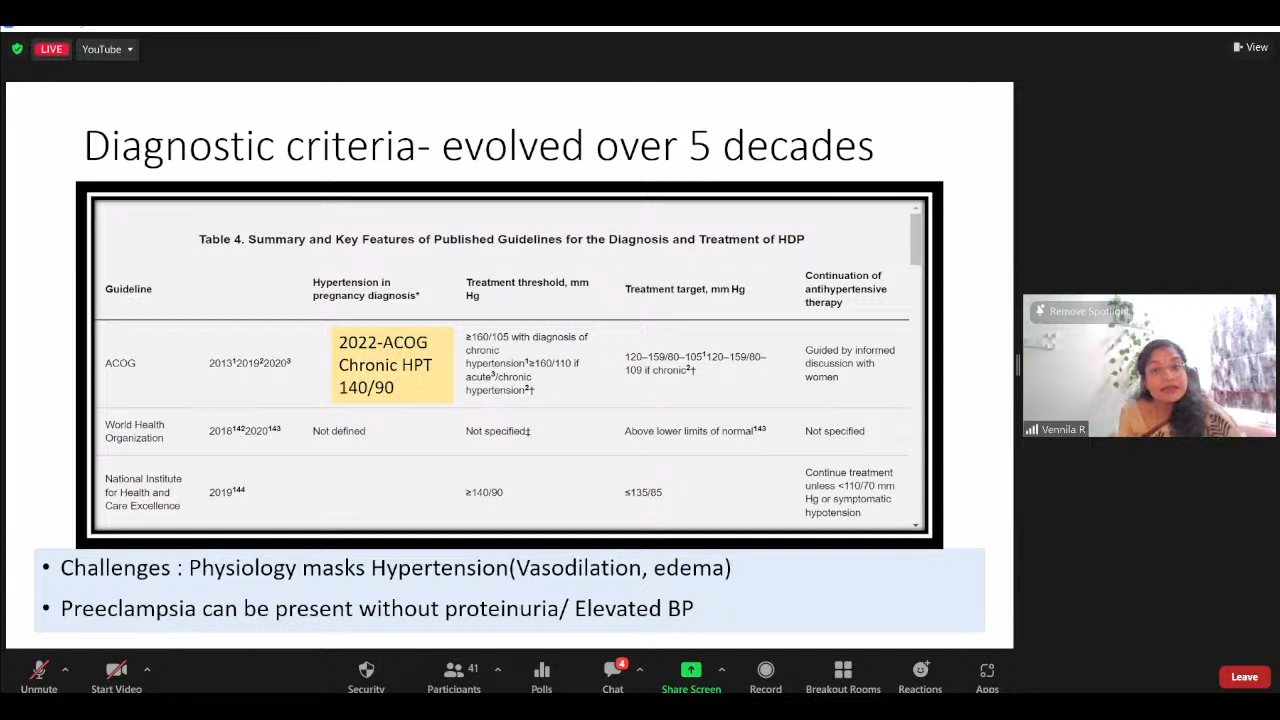 LIVE
YouTube
View
Diagnostic criteria- evolved over 5 decades
Table 4. Summary and Key Features of Published Guidelines for the Diagnosis and Treatment of HDP
Guideline
Hypertension in
pregnancy diagnosis*
Treatment threshold, mm
Hg
Treatment target, mm Hg
Continuation of
antihypertensive
therapy
ACOG
2013¹2019²2020³
2022-ACOG
Chronic HPT
140/90
≥160/105 with diagnosis of
chronic
hypertension¹≥160/110 if
acute³/chronic
hypertension²†
120–159/80–105¹120–159/80–
109 if chronic²†
Guided by informed
discussion with
women
World Health
Organization
2018¹⁴²2020¹⁴³
Not defined
Not specified‡
Above lower limits of normal¹⁴³
Not specified
National Institute
for Health and
Care Excellence
2019¹⁴⁴
≥140/90
≤135/85
Continue treatment
unless <110/70 mm
Hg or symptomatic
hypotension
• Challenges : Physiology masks Hypertension(Vasodilation, edema)
• Preeclampsia can be present without proteinuria/ Elevated BP
Remove Spotlight
Vennila R
Unmute
Start Video
Security
41
Participants
Polls
4
Chat
Share Screen
Record
Breakout Rooms
Reactions
Apps
Leave